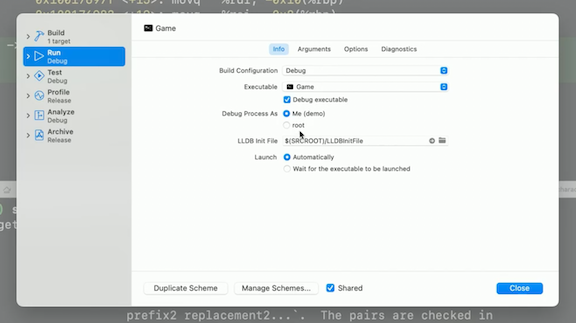 0x100176977 <+13>: movq %rdi, -0x10(%rbp)
Build
1 target
Run
Debug
Test
Debug
Profile
Release
Analyze
Debug
Archive
Release
Game
Info
Arguments
Options
Diagnostics
Build Configuration
Debug
Executable
Game
Debug executable
Debug Process As
Me (demo)
root
LLDB Init File
$(SRCROOT)/LLDBInitFile
Launch
Automatically
Wait for the executable to be launched
Duplicate Scheme
Manage Schemes...
Shared
Close
prefix2 replacement2...`. The pairs are checked in